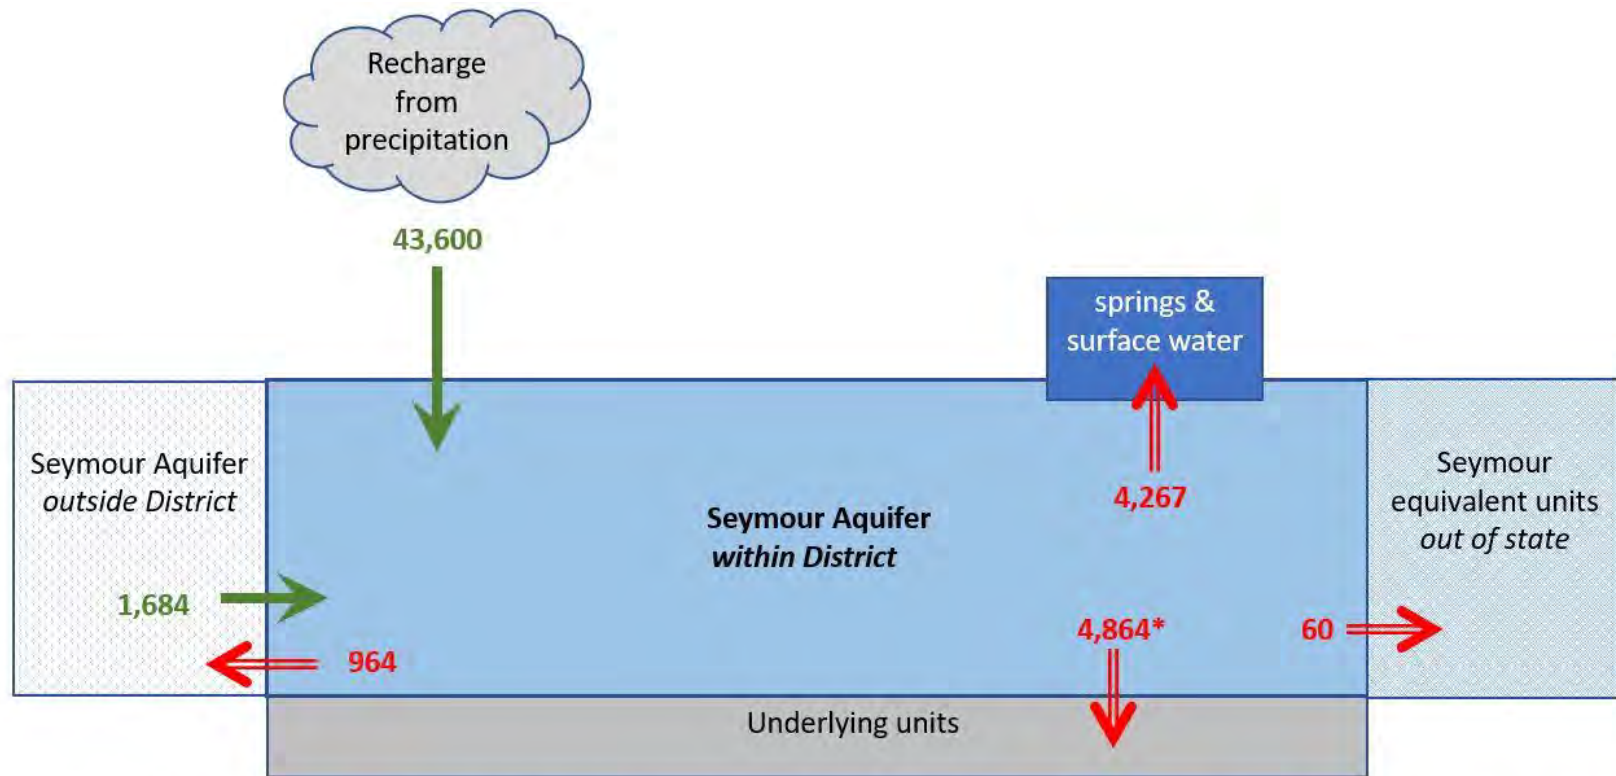 Recharge
from
precipitation
43,600
springs &
surface water
Seymour Aquifer
outside District
Seymour Aquifer
within District
4,267
Seymour
equivalent units
out of state
1,684
964
4,864*
60
Underlying units